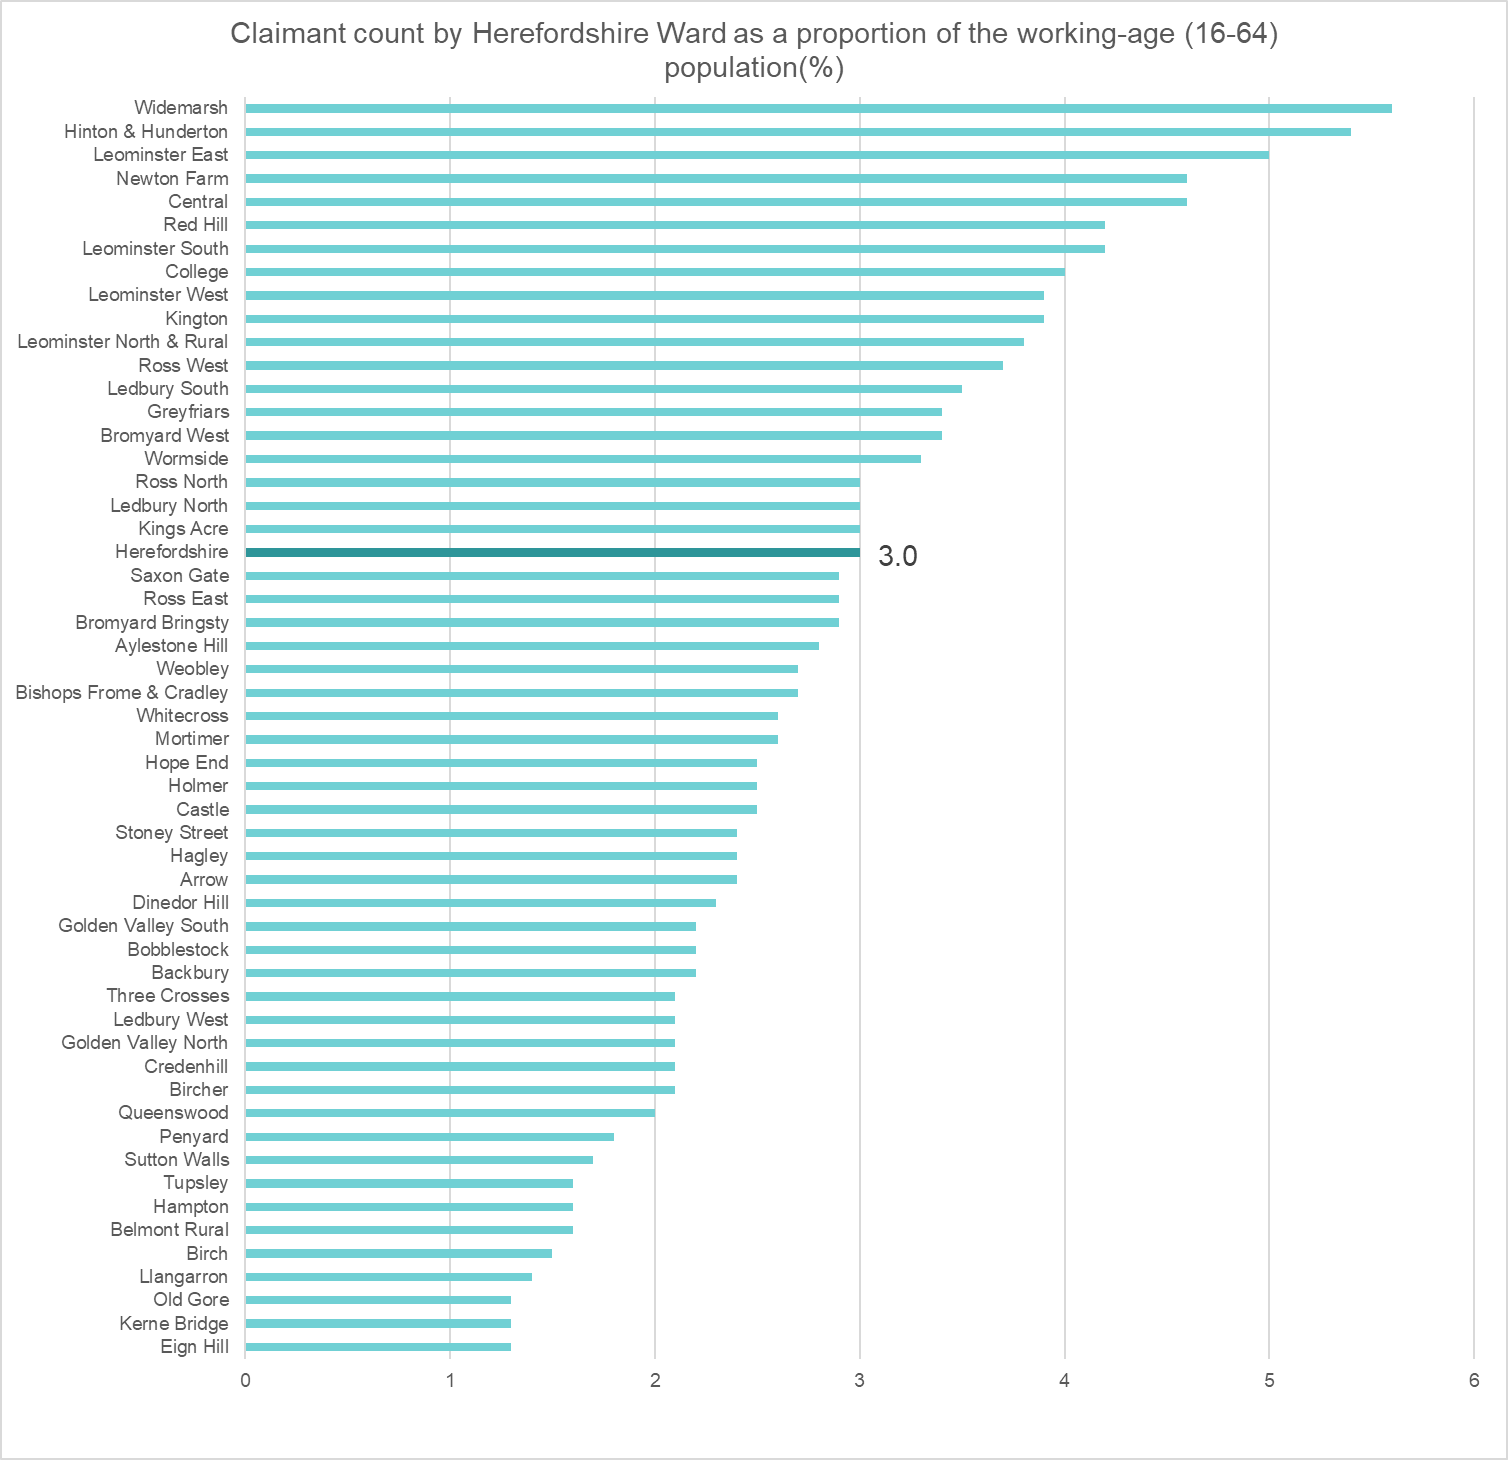 Claimant count by Herefordshire Ward as a proportion of the working-age (16-64)
population(%)
Widemarsh
Hinton & Hunderton
Leominster East
Newton Farm
Central
Red Hill
Leominster South
College
Leominster West
Kington
Leominster North & Rural
Ross West
Ledbury South
Greyfriars
Bromyard West
Wormside
Ross North
Ledbury North
Kings Acre
Herefordshire
3.0
Saxon Gate
Ross East
Bromyard Bringsty
Aylestone Hill
Weobley
Bishops Frome & Cradley
Whitecross
Mortimer
Hope End
Holmer
Castle
Stoney Street
Hagley
Arrow
Dinedor Hill
Golden Valley South
Bobblestock
Backbury
Three Crosses
Ledbury West
Golden Valley North
Credenhill
Bircher
Queenswood
Penyard
Sutton Walls
Tupsley
Hampton
Belmont Rural
Birch
Llangarron
Old Gore
Kerne Bridge
Eign Hill
0 1 2 3 4 5 6